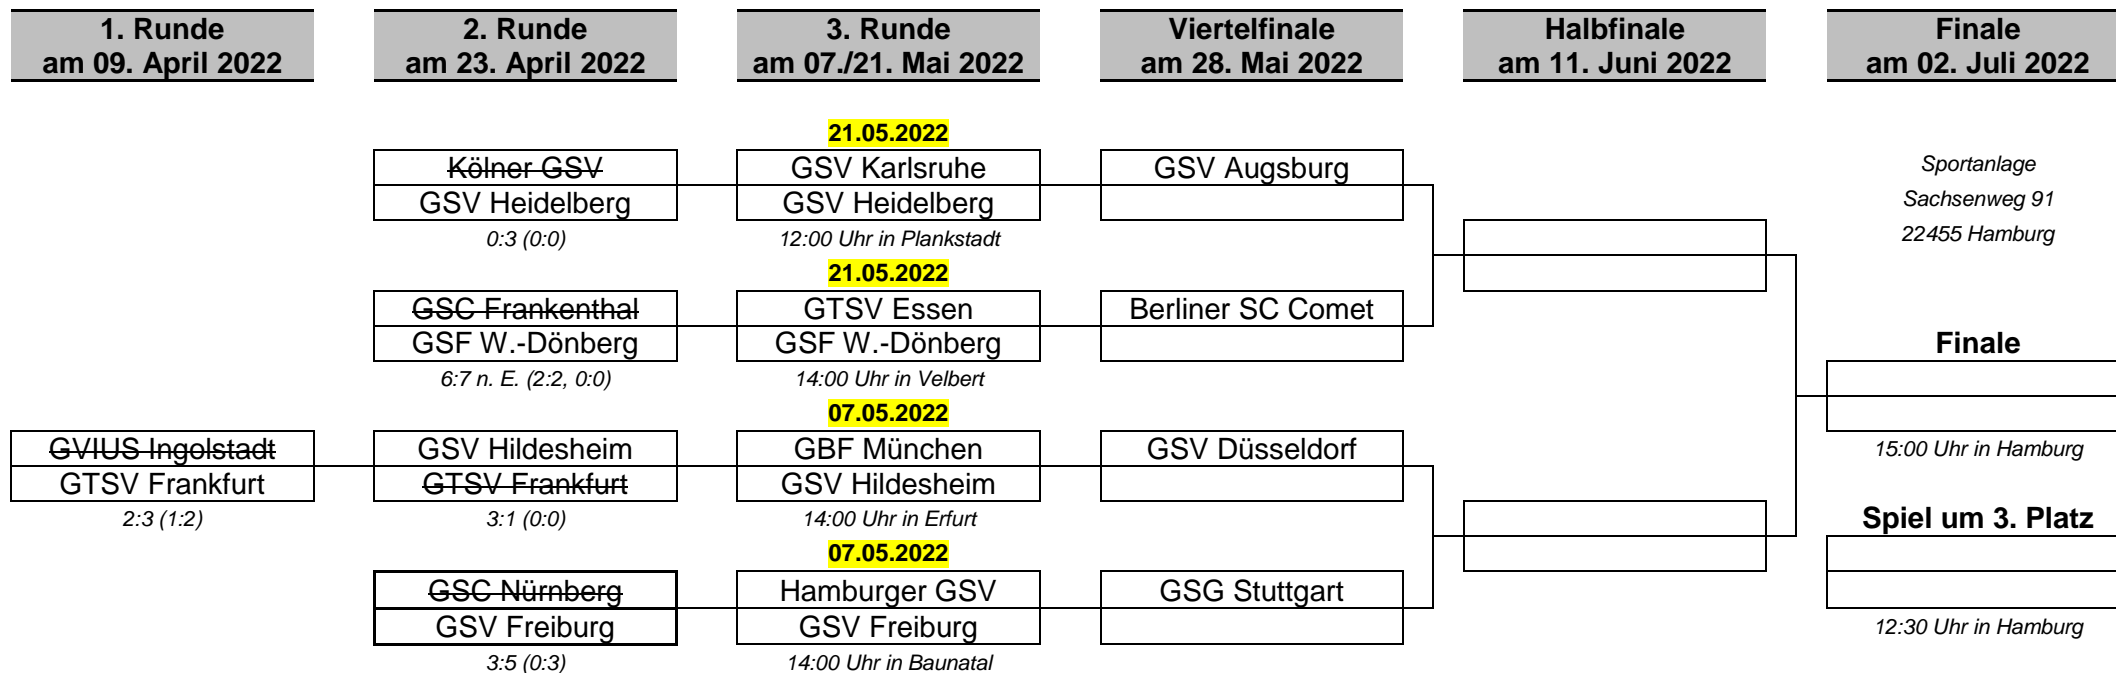 1. Runde
am 09. April 2022
2. Runde
am 23. April 2022
3. Runde
am 07./21. Mai 2022
Viertelfinale
am 28. Mai 2022
Halbfinale
am 11. Juni 2022
Finale
am 02. Juli 2022
GVIUS Ingolstadt
GTSV Frankfurt
2:3 (1:2)
Kölner GSV
GSV Heidelberg
0:3 (0:0)
GSC Frankenthal
GSF W.-Dönberg
6:7 n. E. (2:2, 0:0)
GSV Hildesheim
GTSV Frankfurt
3:1 (0:0)
GSC Nürnberg
GSV Freiburg
3:5 (0:3)
21.05.2022
GSV Karlsruhe
GSV Heidelberg
12:00 Uhr in Plankstadt
21.05.2022
GTSV Essen
GSF W.-Dönberg
14:00 Uhr in Velbert
07.05.2022
GBF München
GSV Hildesheim
14:00 Uhr in Erfurt
07.05.2022
Hamburger GSV
GSV Freiburg
14:00 Uhr in Baunatal
GSV Augsburg
Berliner SC Comet
GSV Düsseldorf
GSG Stuttgart
Sportanlage
Sachsenweg 91
22455 Hamburg
Finale
15:00 Uhr in Hamburg
Spiel um 3. Platz
12:30 Uhr in Hamburg